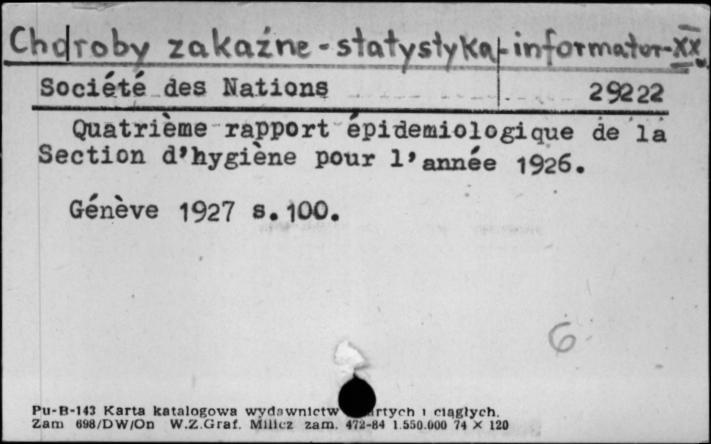 Choroby zakaźne - statystyka - informator - XX w.
Société des Nations 29222
Quatrième rapport épidemiologique de la
Section d'hygiène pour l'année 1926.
Génève 1927 s. 100.
6
Pu-B-143 Karta katalogowa wydawnictw i ciągłych.
Zam 698/DW/On W.Z.Graf. Milicz zam. 472-84 1.550.000 74 × 120